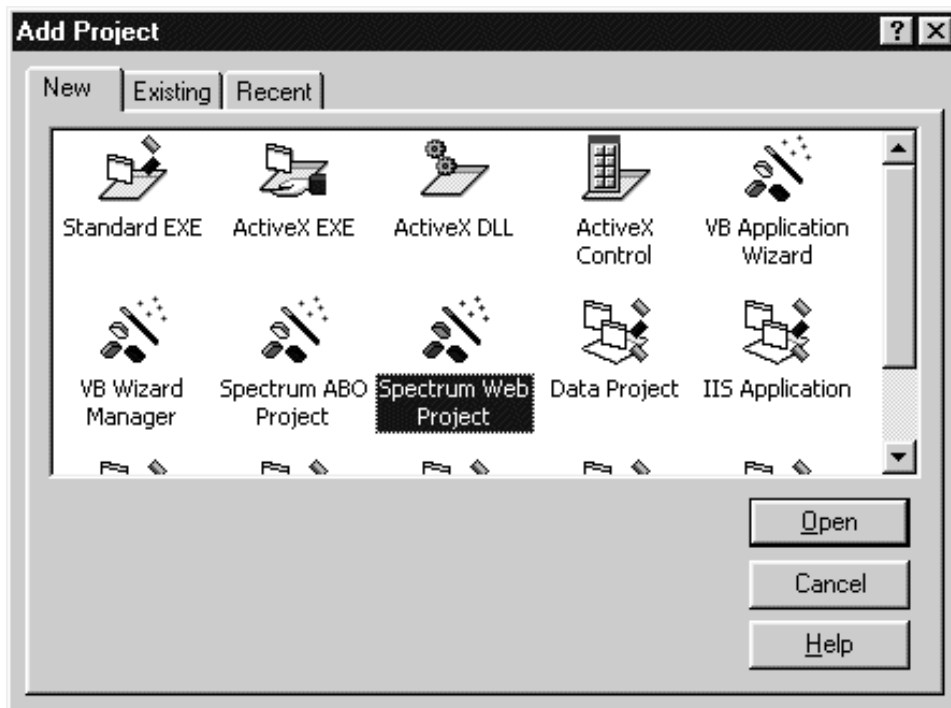 Add Project
New Existing Recent
Standard EXE ActiveX EXE ActiveX DLL ActiveX Control VB Application Wizard
VB Wizard Manager Spectrum ABO Project Spectrum Web Project Data Project IIS Application
Open
Cancel
Help